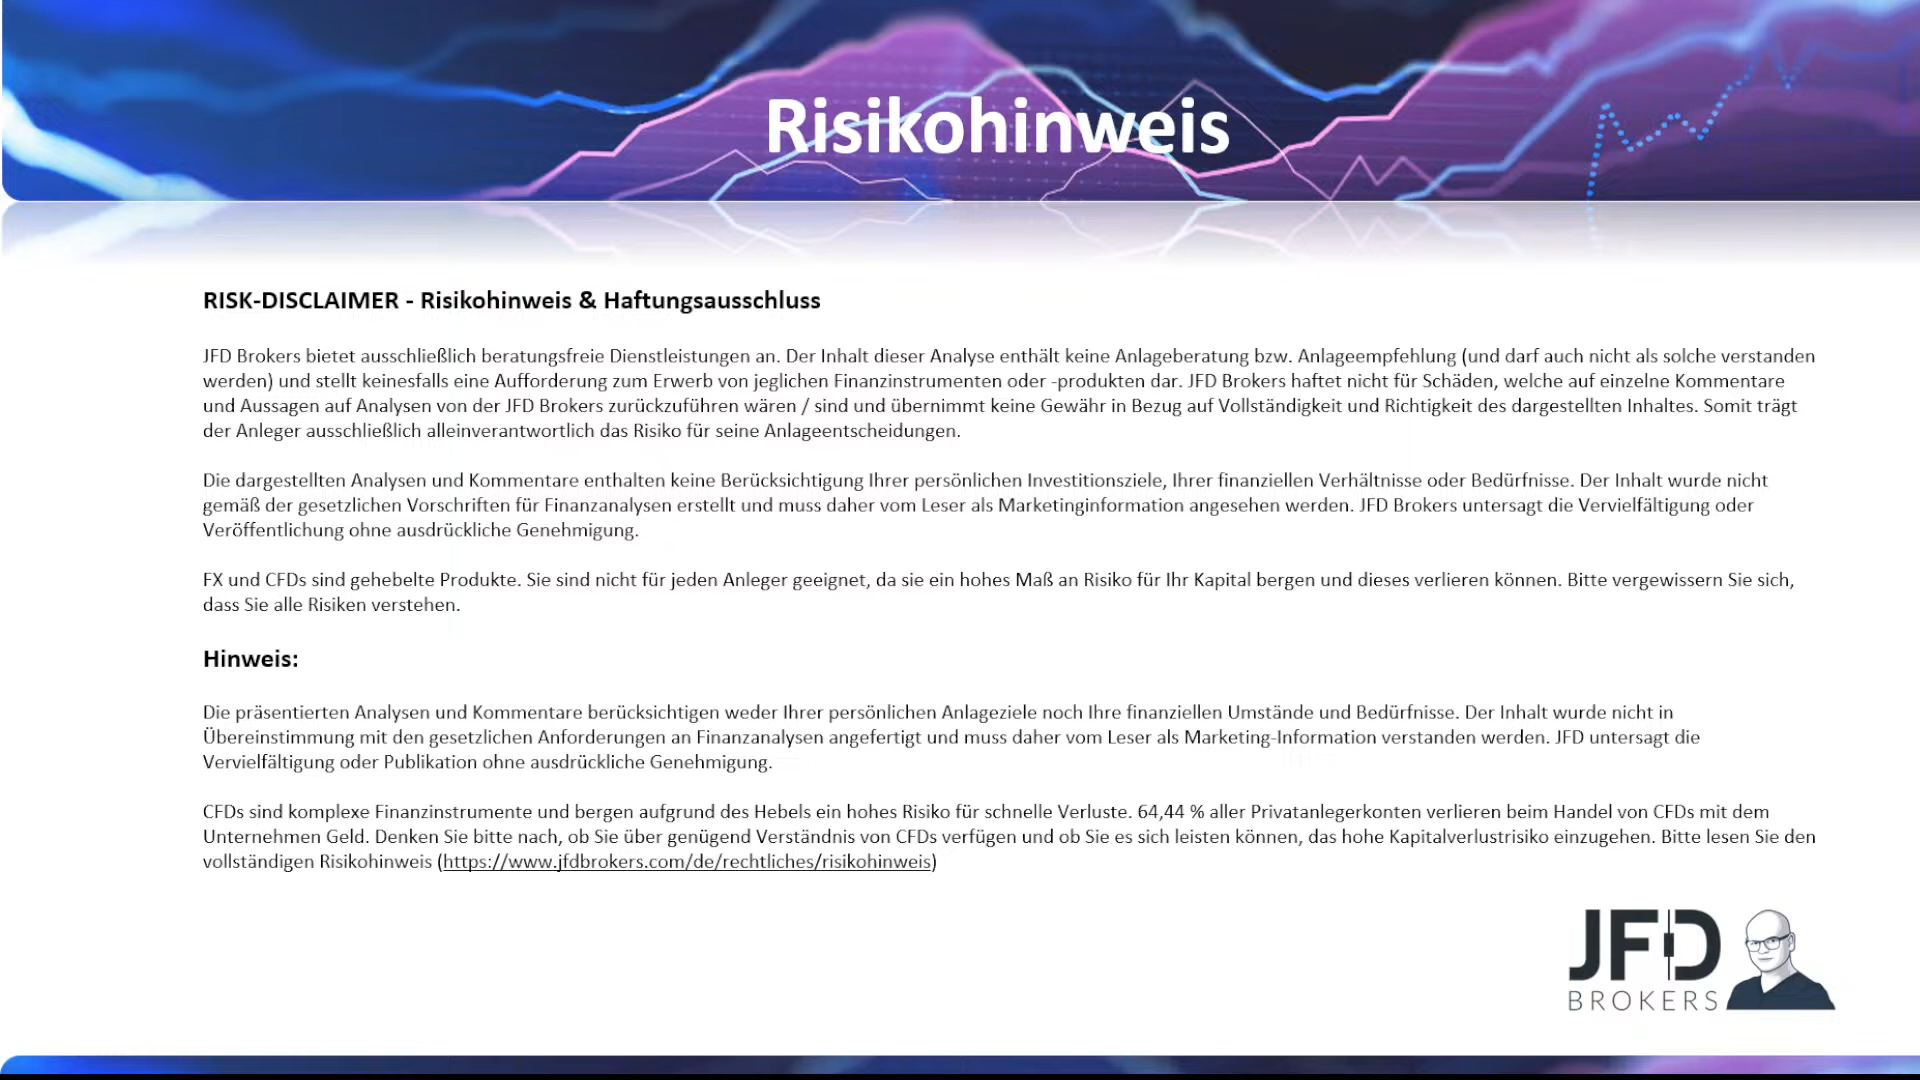 Risikohinweis
RISK-DISCLAIMER - Risikohinweis & Haftungsausschluss
JFD Brokers bietet ausschließlich beratungsfreie Dienstleistungen an. Der Inhalt dieser Analyse enthält keine Anlageberatung bzw. Anlageempfehlung (und darf auch nicht als solche verstanden
werden) und stellt keinesfalls eine Aufforderung zum Erwerb von jeglichen Finanzinstrumenten oder -produkten dar. JFD Brokers haftet nicht für Schäden, welche auf einzelne Kommentare
und Aussagen auf Analysen von der JFD Brokers zurückzuführen wären / sind und übernimmt keine Gewähr in Bezug auf Vollständigkeit und Richtigkeit des dargestellten Inhaltes. Somit trägt
der Anleger ausschließlich alleinverantwortlich das Risiko für seine Anlageentscheidungen.
Die dargestellten Analysen und Kommentare enthalten keine Berücksichtigung Ihrer persönlichen Investitionsziele, Ihrer finanziellen Verhältnisse oder Bedürfnisse. Der Inhalt wurde nicht
gemäß der gesetzlichen Vorschriften für Finanzanalysen erstellt und muss daher vom Leser als Marketinginformation angesehen werden. JFD Brokers untersagt die Vervielfältigung oder
Veröffentlichung ohne ausdrückliche Genehmigung.
FX und CFDs sind gehebelte Produkte. Sie sind nicht für jeden Anleger geeignet, da sie ein hohes Maß an Risiko für Ihr Kapital bergen und dieses verlieren können. Bitte vergewissern Sie sich,
dass Sie alle Risiken verstehen.
Hinweis:
Die präsentierten Analysen und Kommentare berücksichtigen weder Ihrer persönlichen Anlageziele noch Ihre finanziellen Umstände und Bedürfnisse. Der Inhalt wurde nicht in
Übereinstimmung mit den gesetzlichen Anforderungen an Finanzanalysen angefertigt und muss daher vom Leser als Marketing-Information verstanden werden. JFD untersagt die
Vervielfältigung oder Publikation ohne ausdrückliche Genehmigung.
CFDs sind komplexe Finanzinstrumente und bergen aufgrund des Hebels ein hohes Risiko für schnelle Verluste. 64,44 % aller Privatanlegerkonten verlieren beim Handel von CFDs mit dem
Unternehmen Geld. Denken Sie bitte nach, ob Sie über genügend Verständnis von CFDs verfügen und ob Sie es sich leisten können, das hohe Kapitalverlustrisiko einzugehen. Bitte lesen Sie den
vollständigen Risikohinweis (https://www.jfdbrokers.com/de/rechtliches/risikohinweis)
JFD
BROKERS